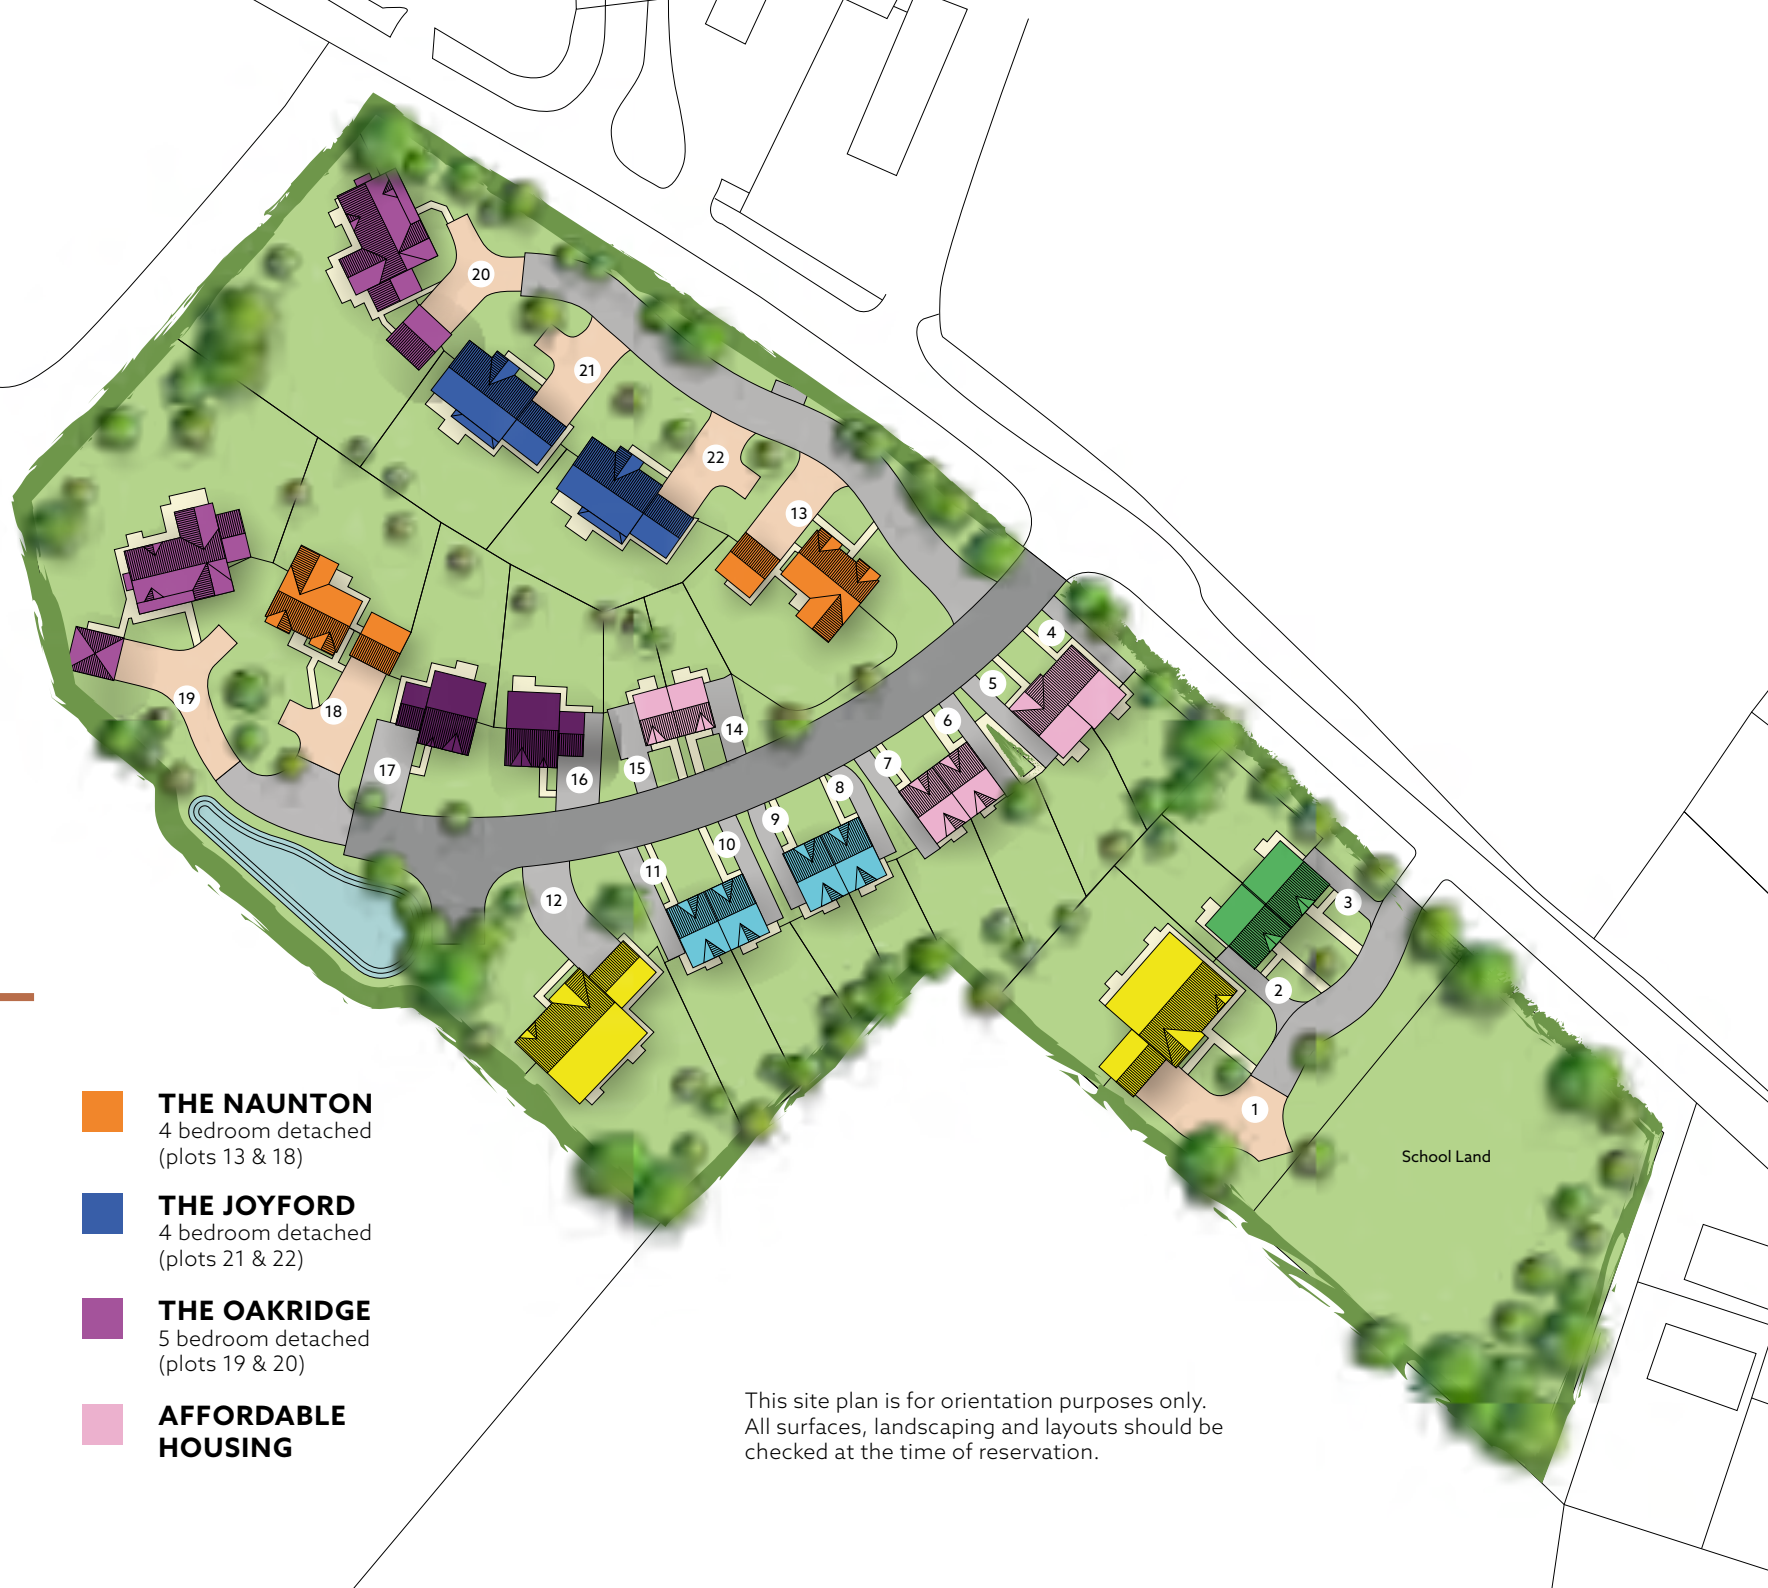 20
21
22
13
4
5
6
7
8
9
10
11
12
14
15
16
17
18
19
3
2
1
School Land
THE NAUNTON
4 bedroom detached
(plots 13 & 18)
THE JOYFORD
4 bedroom detached
(plots 21 & 22)
THE OAKRIDGE
5 bedroom detached
(plots 19 & 20)
AFFORDABLE
HOUSING
This site plan is for orientation purposes only.
All surfaces, landscaping and layouts should be
checked at the time of reservation.